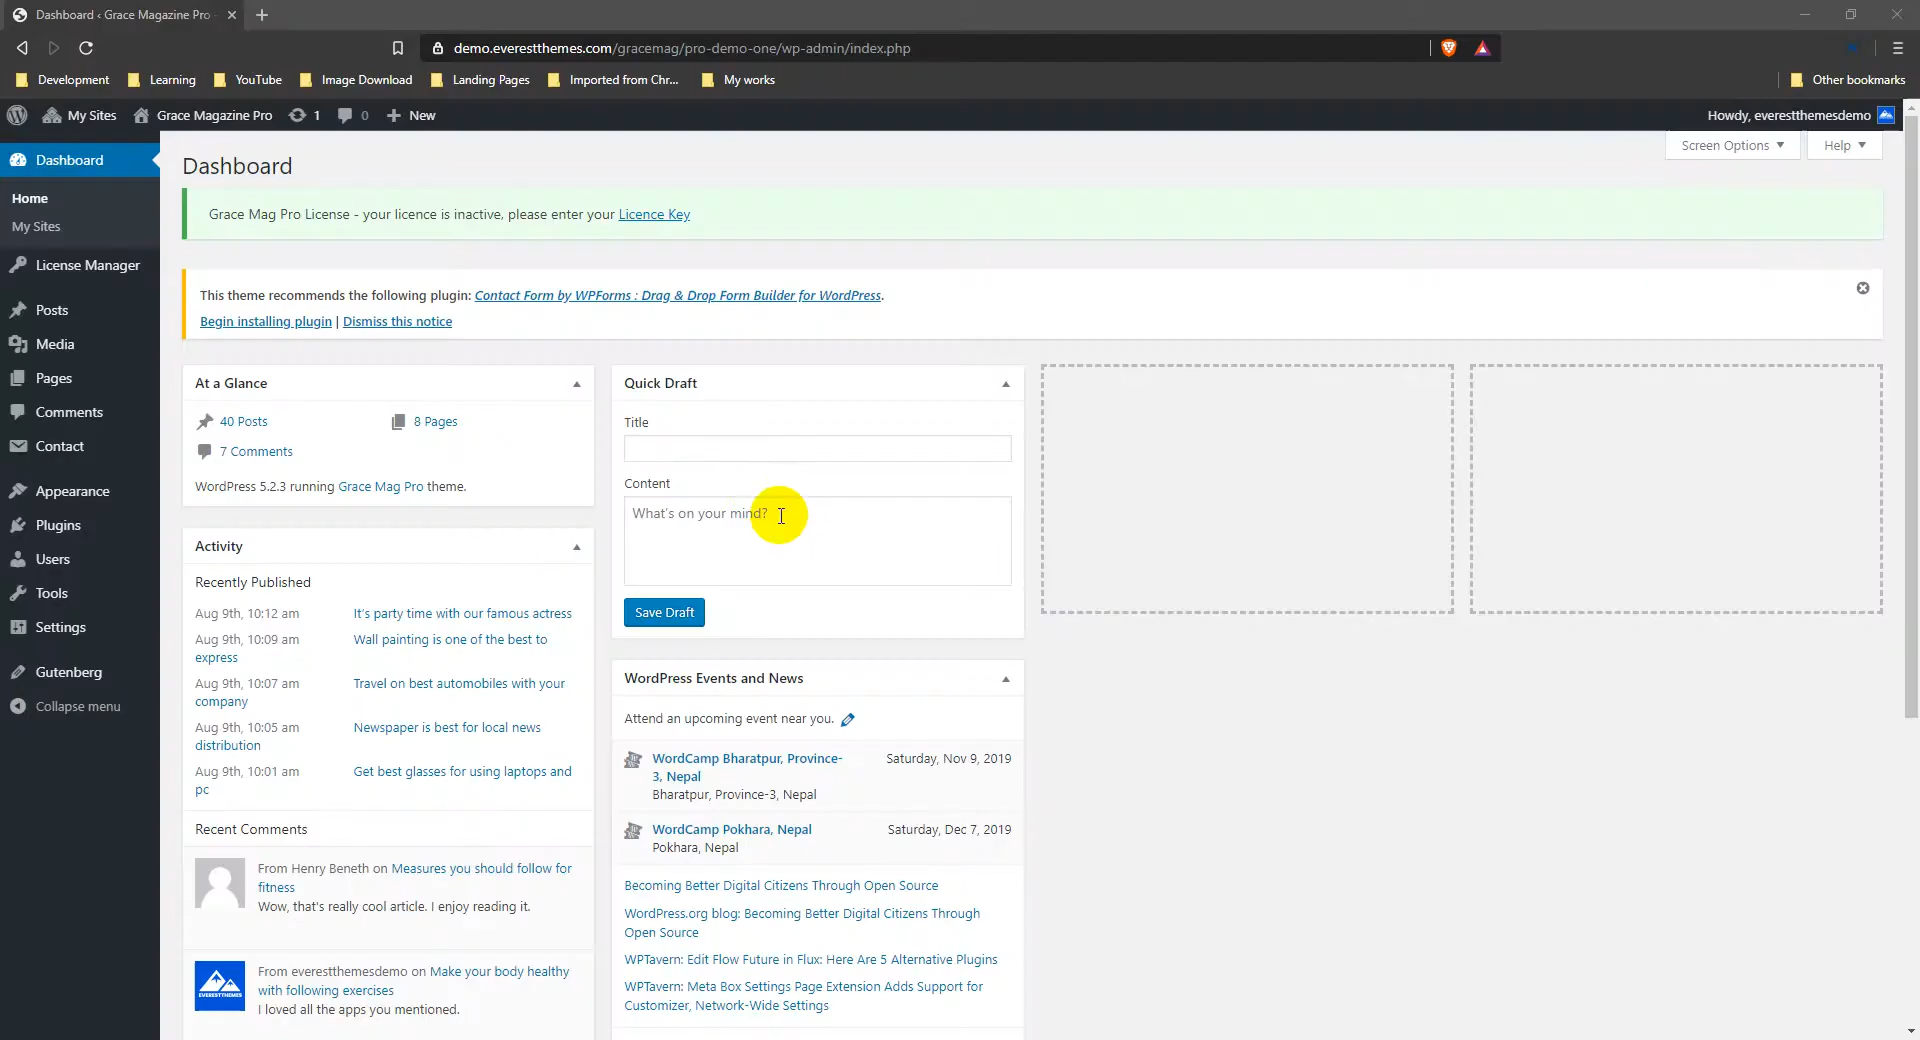 Dashboard ‹ Grace Magazine Pro
demo.everestthemes.com/gracemag/pro-demo-one/wp-admin/index.php
Development
Learning
YouTube
Image Download
Landing Pages
Imported from Chr...
My works
Other bookmarks
My Sites
Grace Magazine Pro
1
0
New
Howdy, everestthemesdemo
Dashboard
Home
My Sites
License Manager
Posts
Media
Pages
Comments
Contact
Appearance
Plugins
Users
Tools
Settings
Gutenberg
Collapse menu
Screen Options
Help
Dashboard
Grace Mag Pro License - your licence is inactive, please enter your Licence Key
This theme recommends the following plugin: Contact Form by WPForms : Drag & Drop Form Builder for WordPress.
Begin installing plugin | Dismiss this notice
At a Glance
40 Posts
8 Pages
7 Comments
WordPress 5.2.3 running Grace Mag Pro theme.
Activity
Recently Published
Aug 9th, 10:12 am It's party time with our famous actress
Aug 9th, 10:09 am Wall painting is one of the best to
express
Aug 9th, 10:07 am Travel on best automobiles with your
company
Aug 9th, 10:05 am Newspaper is best for local news
distribution
Aug 9th, 10:01 am Get best glasses for using laptops and
pc
Recent Comments
From Henry Beneth on Measures you should follow for
fitness
Wow, that's really cool article. I enjoy reading it.
EVERESTTHEMES
From everestthemesdemo on Make your body healthy
with following exercises
I loved all the apps you mentioned.
Quick Draft
Title
Content
What's on your mind?
Save Draft
WordPress Events and News
Attend an upcoming event near you.
WordCamp Bharatpur, Province-
3, Nepal
Bharatpur, Province-3, Nepal
Saturday, Nov 9, 2019
WordCamp Pokhara, Nepal
Pokhara, Nepal
Saturday, Dec 7, 2019
Becoming Better Digital Citizens Through Open Source
WordPress.org blog: Becoming Better Digital Citizens Through
Open Source
WPTavern: Edit Flow Future in Flux: Here Are 5 Alternative Plugins
WPTavern: Meta Box Settings Page Extension Adds Support for
Customizer, Network-Wide Settings